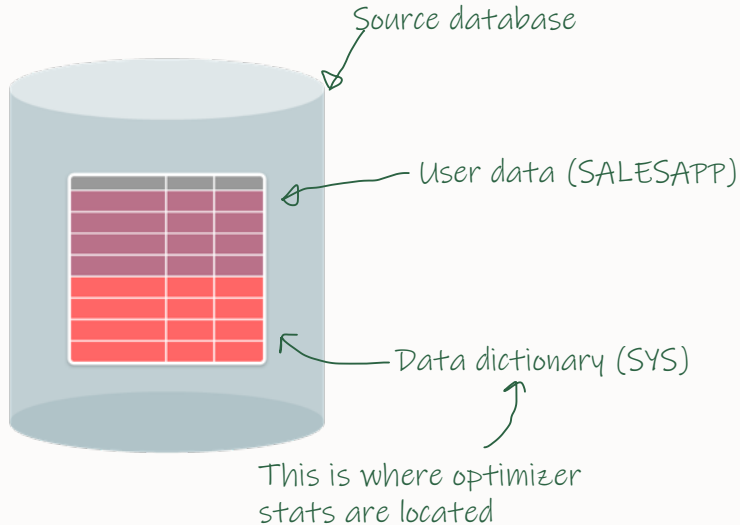 Source database
User data (SALESAPP)
Data dictionary (SYS)
This is where optimizer
stats are located